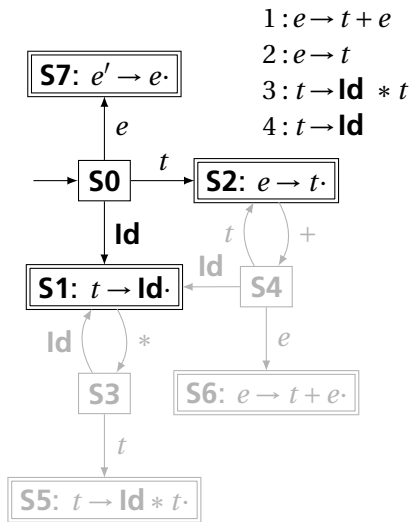 1 : e → t + e
2 : e → t
3 : t → Id * t
4 : t → Id
S7: e′ → e·
e
S0
t
S2: e → t·
Id
t
+
Id
S4
S1: t → Id·
Id
*
e
S3
S6: e → t + e·
t
S5: t → Id * t·